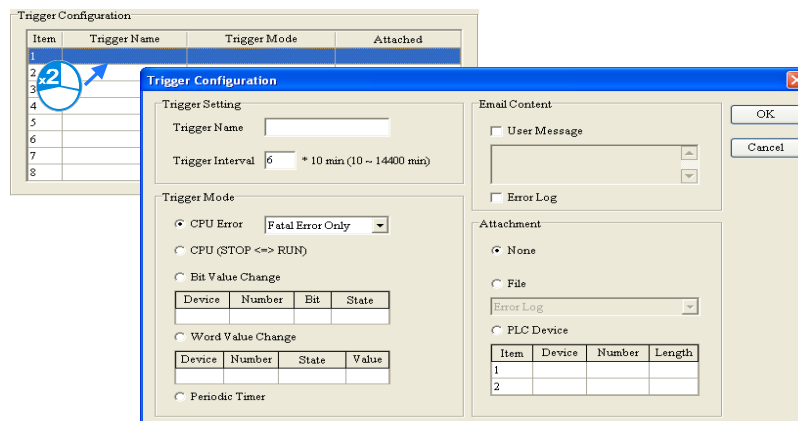 Trigger Configuration
Item Trigger Name Trigger Mode Attached
1
2
3
4
5
6
7
8
x2
Trigger Configuration
Trigger Setting
Trigger Name
Trigger Interval 6 * 10 min (10 ~ 14400 min)
Trigger Mode
CPU Error Fatal Error Only
CPU (STOP <=> RUN)
Bit Value Change
Device Number Bit State
Word Value Change
Device Number State Value
Periodic Timer
Email Content
User Message
Error Log
Attachment
None
File
Error Log
PLC Device
Item Device Number Length
1
2
OK
Cancel